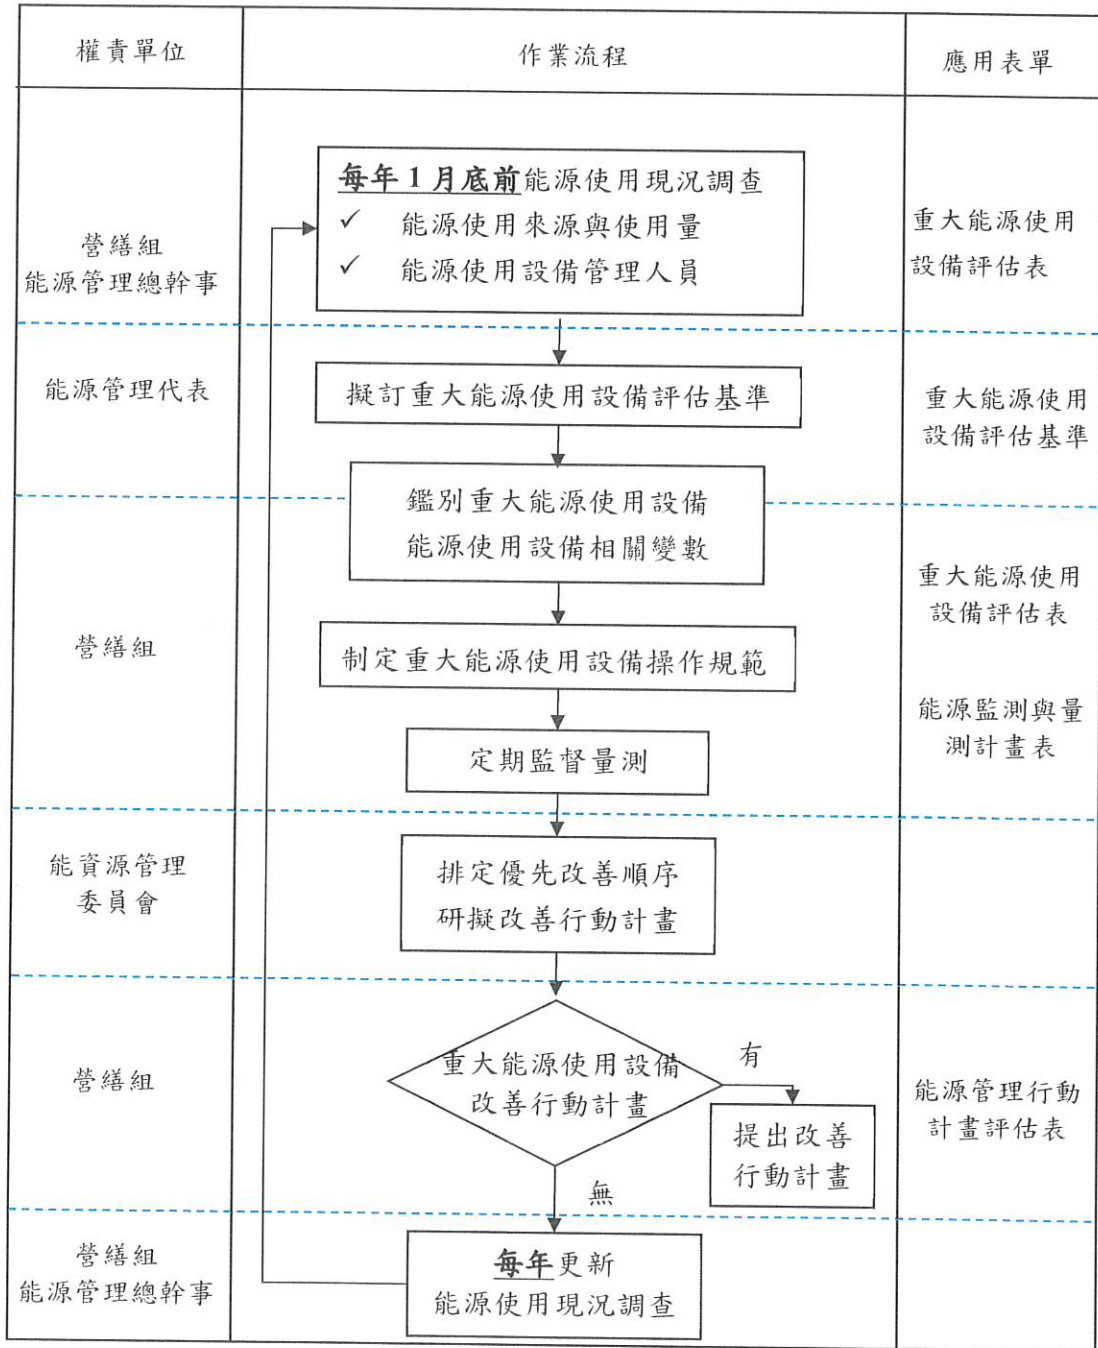 權責單位
作業流程
應用表單
每年1月底前能源使用現況調查
✓ 能源使用來源與使用量
✓ 能源使用設備管理人員
營繕組
能源管理總幹事
重大能源使用
設備評估表
能源管理代表
擬訂重大能源使用設備評估基準
重大能源使用
設備評估基準
鑑別重大能源使用設備
能源使用設備相關變數
營繕組
制定重大能源使用設備操作規範
定期監督量測
重大能源使用
設備評估表
能源監測與量
測計畫表
能資源管理
委員會
排定優先改善順序
研擬改善行動計畫
營繕組
重大能源使用設備
改善行動計畫
有
提出改善
行動計畫
無
能源管理行動
計畫評估表
營繕組
能源管理總幹事
每年更新
能源使用現況調查